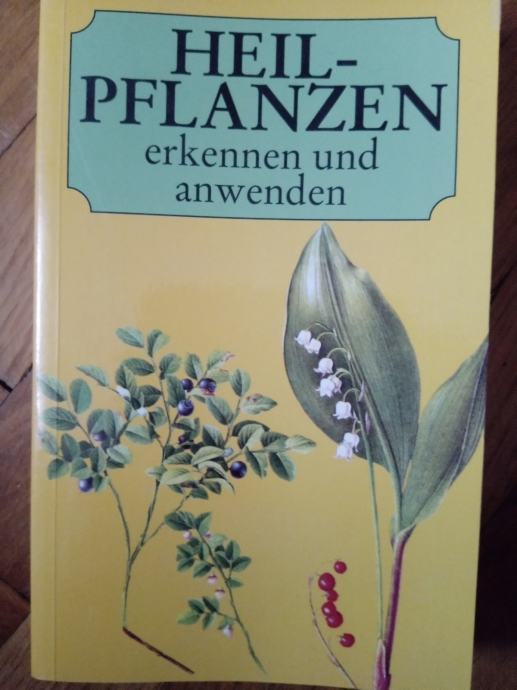 HEIL-
PFLANZEN
erkennen und
anwenden